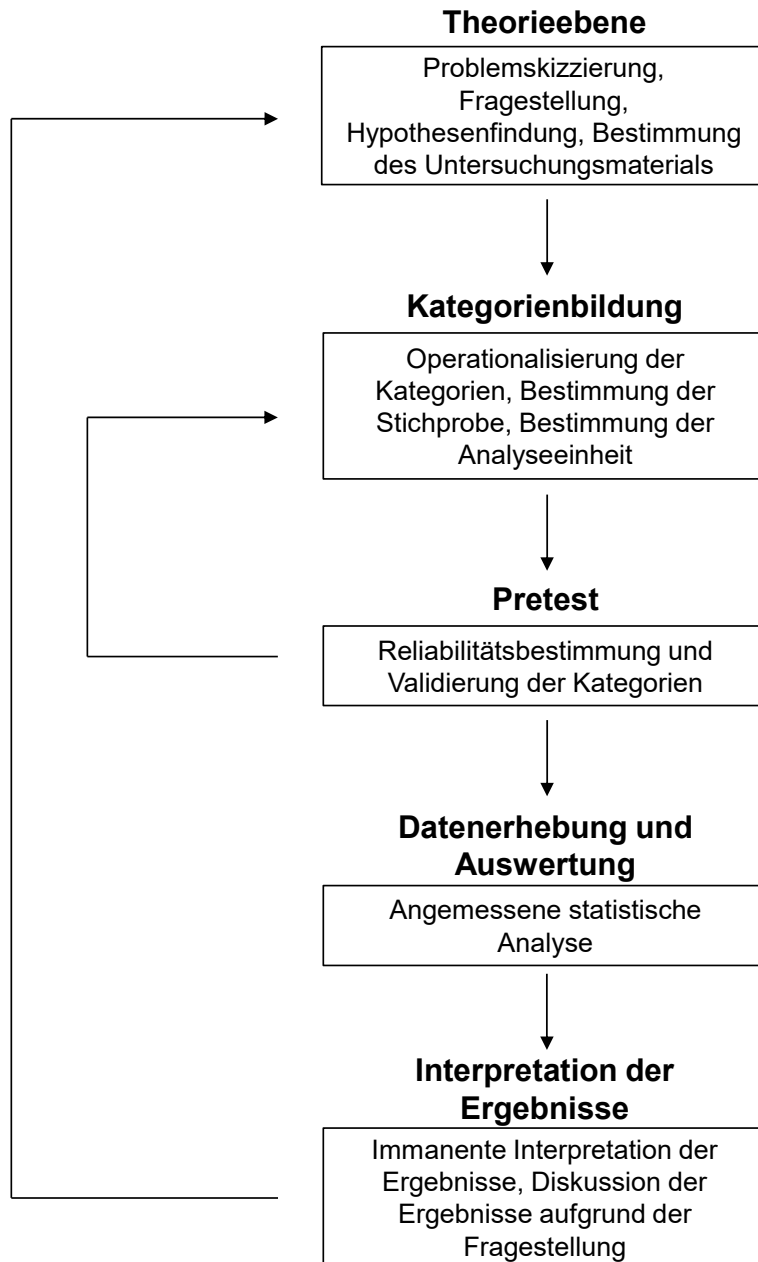 Theorieebene
Problemskizzierung,
Fragestellung,
Hypothesenfindung, Bestimmung
des Untersuchungsmaterials
Kategorienbildung
Operationalisierung der
Kategorien, Bestimmung der
Stichprobe, Bestimmung der
Analyseeinheit
Pretest
Reliabilitätsbestimmung und
Validierung der Kategorien
Datenerhebung und
Auswertung
Angemessene statistische
Analyse
Interpretation der
Ergebnisse
Immanente Interpretation der
Ergebnisse, Diskussion der
Ergebnisse aufgrund der
Fragestellung